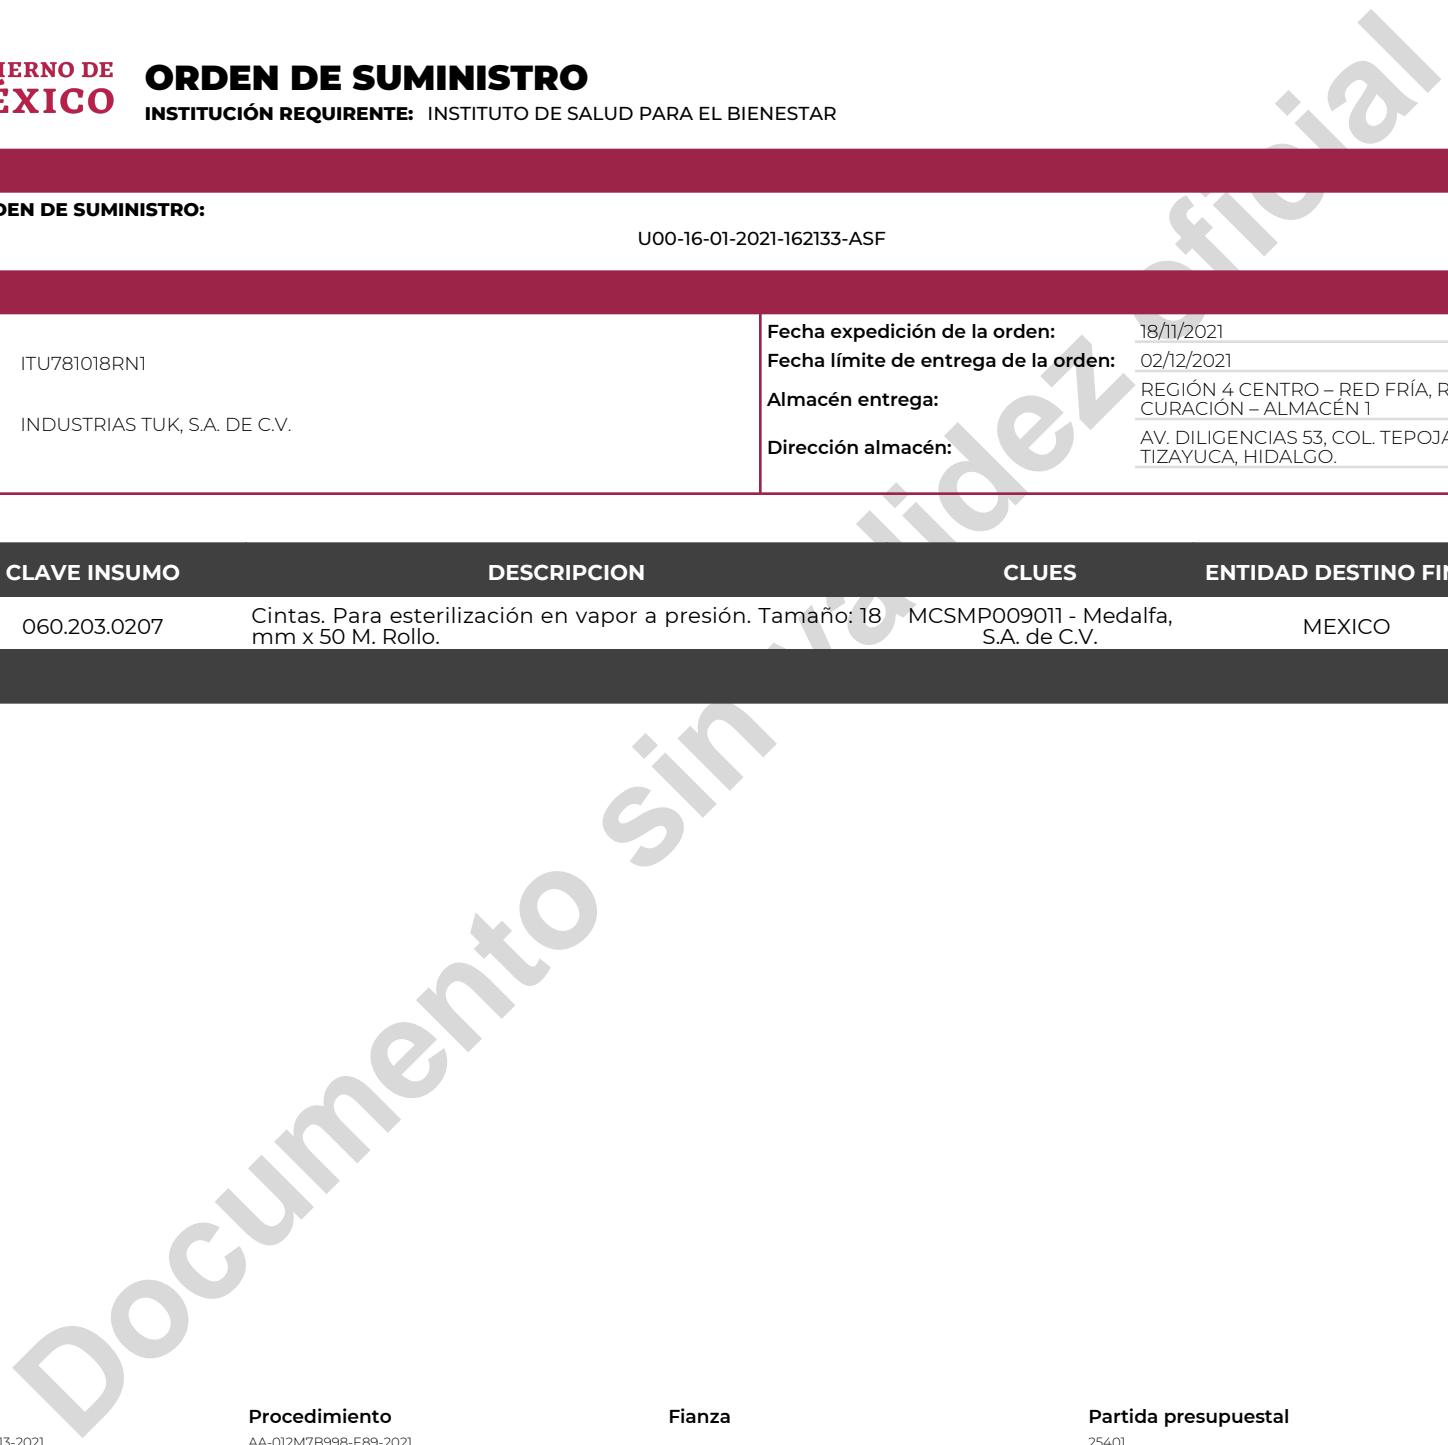 ORDEN DE SUMINISTRO
INSTITUCIÓN REQUIRENTE: INSTITUTO DE SALUD PARA EL BIENESTAR
DE
MÉXICO
DE SUMINISTRO:
U00-16-01-2021-162133-ASF
ITU781018RN1
INDUSTRIAS TUK, S.A. DE C.V.
Fecha expedición de la orden: 18/11/2021
Fecha límite de entrega de la orden: 02/12/2021
Almacén entrega: REGIÓN 4 CENTRO – RED FRÍA,
CURACIÓN – ALMACÉN 1
Dirección almacén: AV. DILIGENCIAS 53, COL.
TIZAYUCA, HIDALGO.
CLAVE INSUMO DESCRIPCION CLUES ENTIDAD DESTINO
060.203.0207 Cintas. Para esterilización en vapor a presión. Tamaño: 18 MCSMP009011 - Medalfa, MEXICO
mm x 50 M. Rollo. S.A. de C.V.
Documento sin validez oficial
Procedimiento Fianza Partida presupuestal
AA-012M7B998-E89-2021 25401